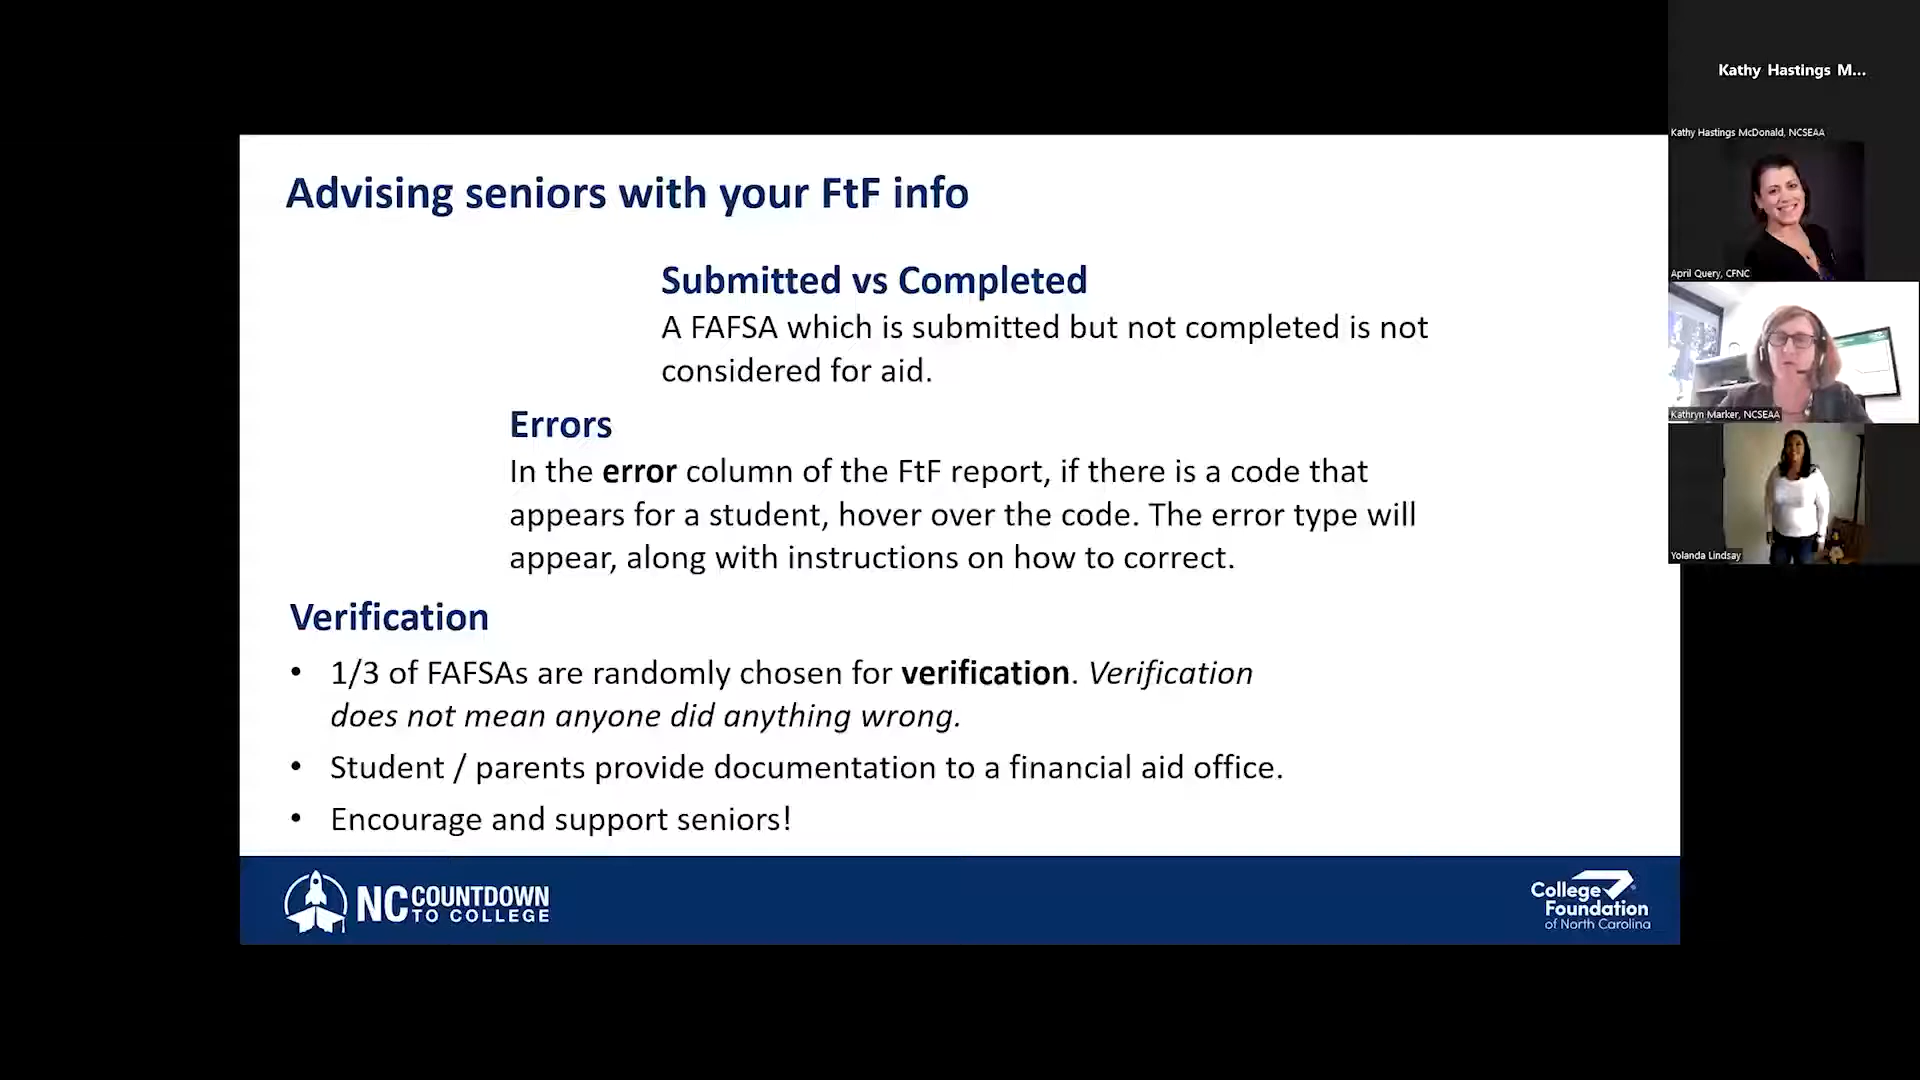 Advising seniors with your FtF info
Submitted vs Completed
A FAFSA which is submitted but not completed is not
considered for aid.
Errors
In the error column of the FtF report, if there is a code that
appears for a student, hover over the code. The error type will
appear, along with instructions on how to correct.
Verification
• 1/3 of FAFSAs are randomly chosen for verification. Verification
does not mean anyone did anything wrong.
• Student / parents provide documentation to a financial aid office.
• Encourage and support seniors!
NC COUNTDOWN
TO COLLEGE
College
Foundation
of North Carolina
Kathy Hastings M...
Kathy Hastings McDonald, NCSEAA
April Query, CFNC
Kathryn Marker, NCSEAA
Yolanda Lindsay